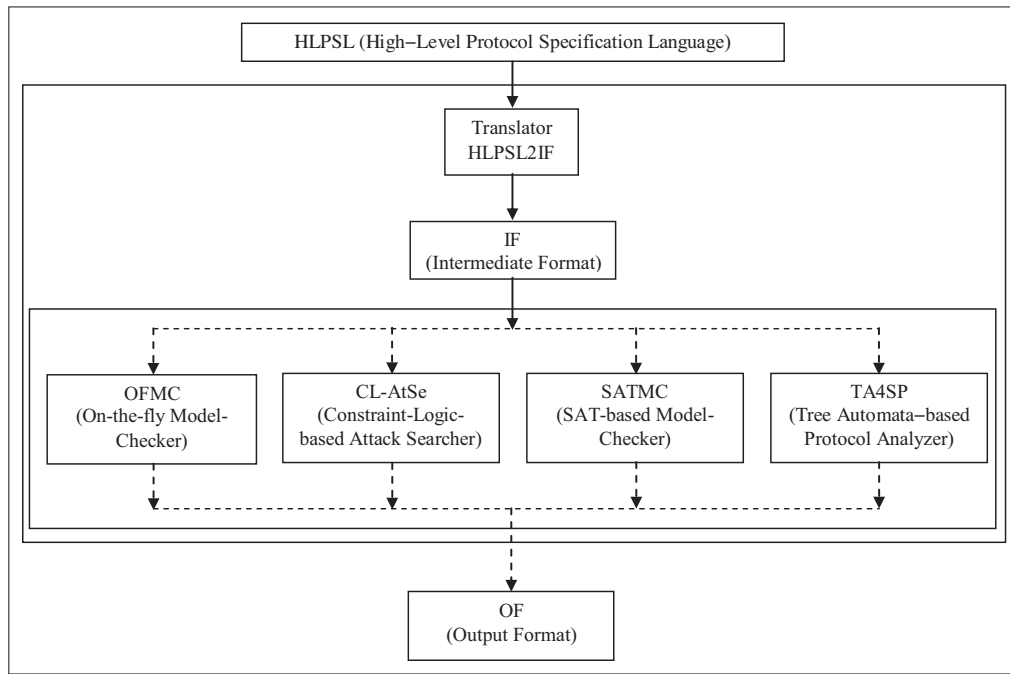 HLPSL (High−Level Protocol Specification Language)
Translator
HLPSL2IF
IF
(Intermediate Format)
OFMC
(On-the-fly Model-
Checker)
CL-AtSe
(Constraint-Logic-
based Attack Searcher)
SATMC
(SAT-based Model-
Checker)
TA4SP
(Tree Automata−based
Protocol Analyzer)
OF
(Output Format)